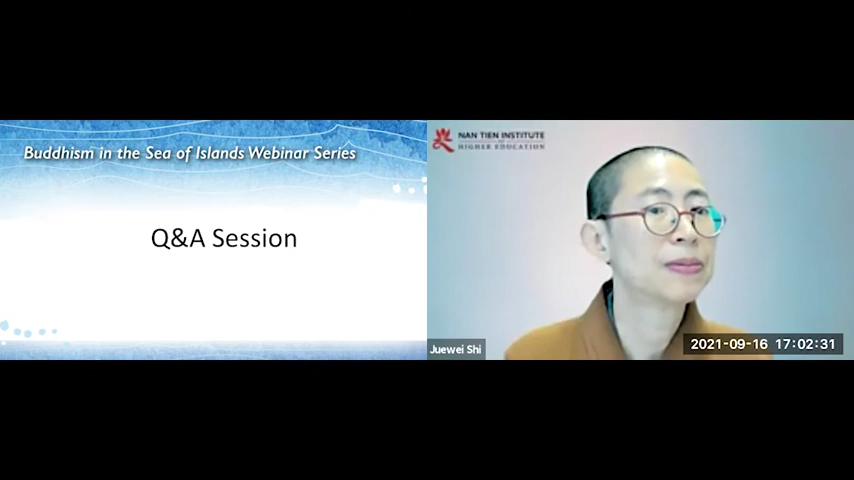 Buddhism in the Sea of Islands Webinar Series
Q&A Session
NAN TIEN INSTITUTE
HIGHER EDUCATION
Juewei Shi
2021-09-16 17:02:31